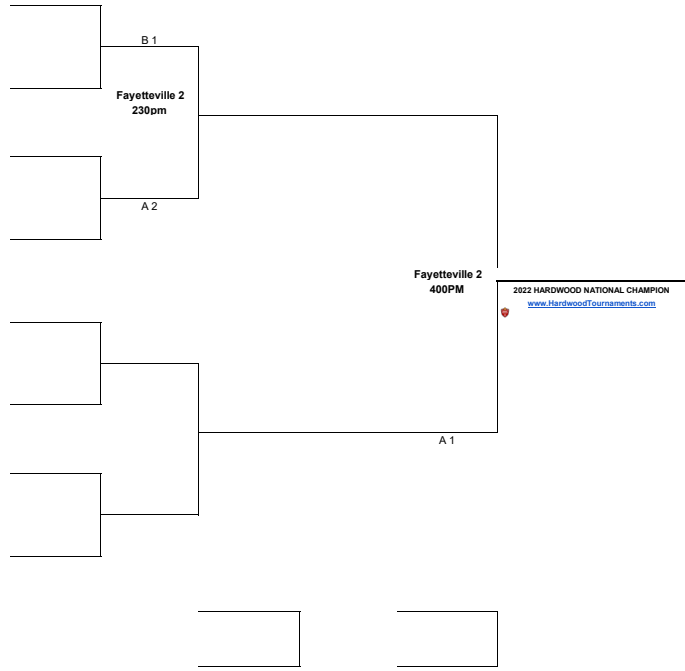 B 1
Fayetteville 2
230pm
A 2
Fayetteville 2
400PM
2022 HARDWOOD NATIONAL CHAMPION
www.HardwoodTournaments.com
A 1